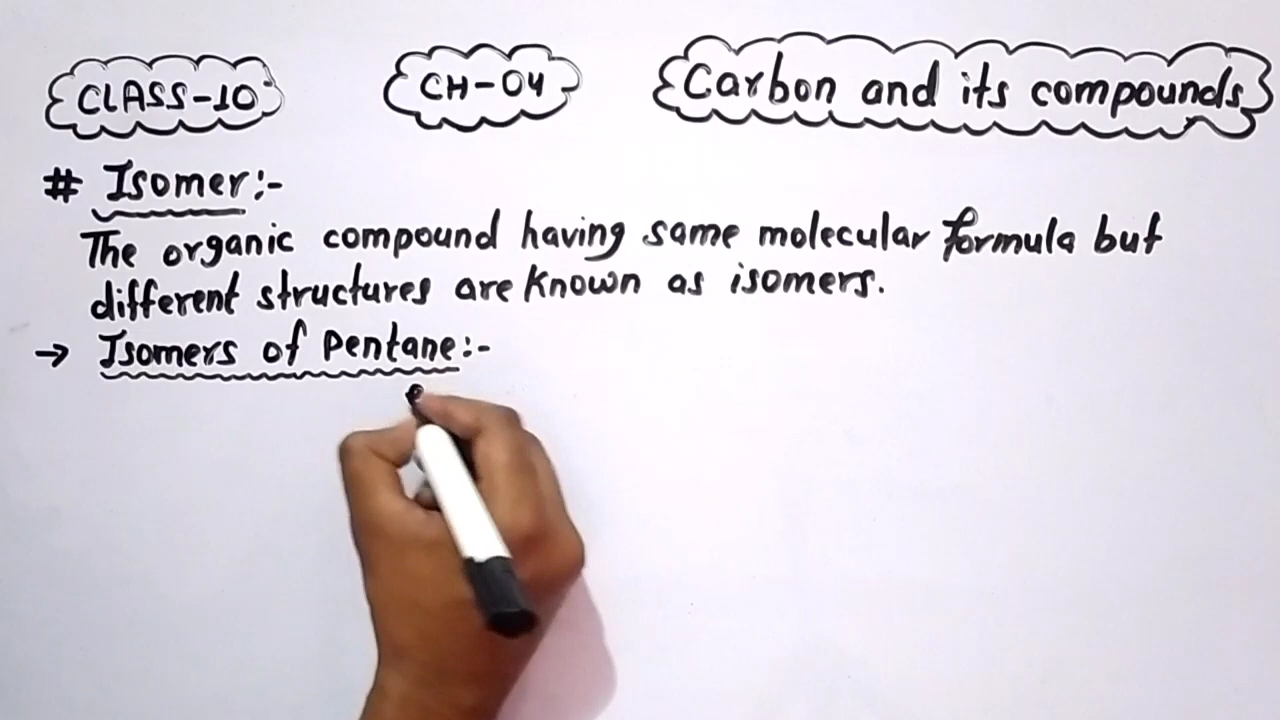 CLASS-10 CH-04 Carbon and its compounds
# Isomer:-
The organic compound having same molecular formula but
different structures are known as isomers.
→ Isomers of Pentane:-